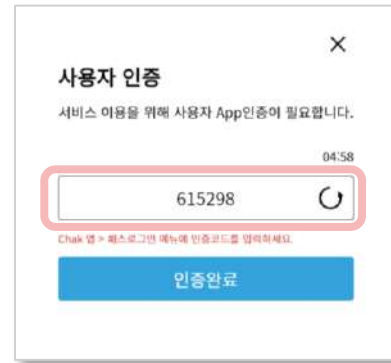 사용자 인증
서비스 이용을 위해 사용자 App인증이 필요합니다.
04:58
615298
Chak 앱 > 패스로그인 메뉴에 인증코드를 입력하세요.
인증완료